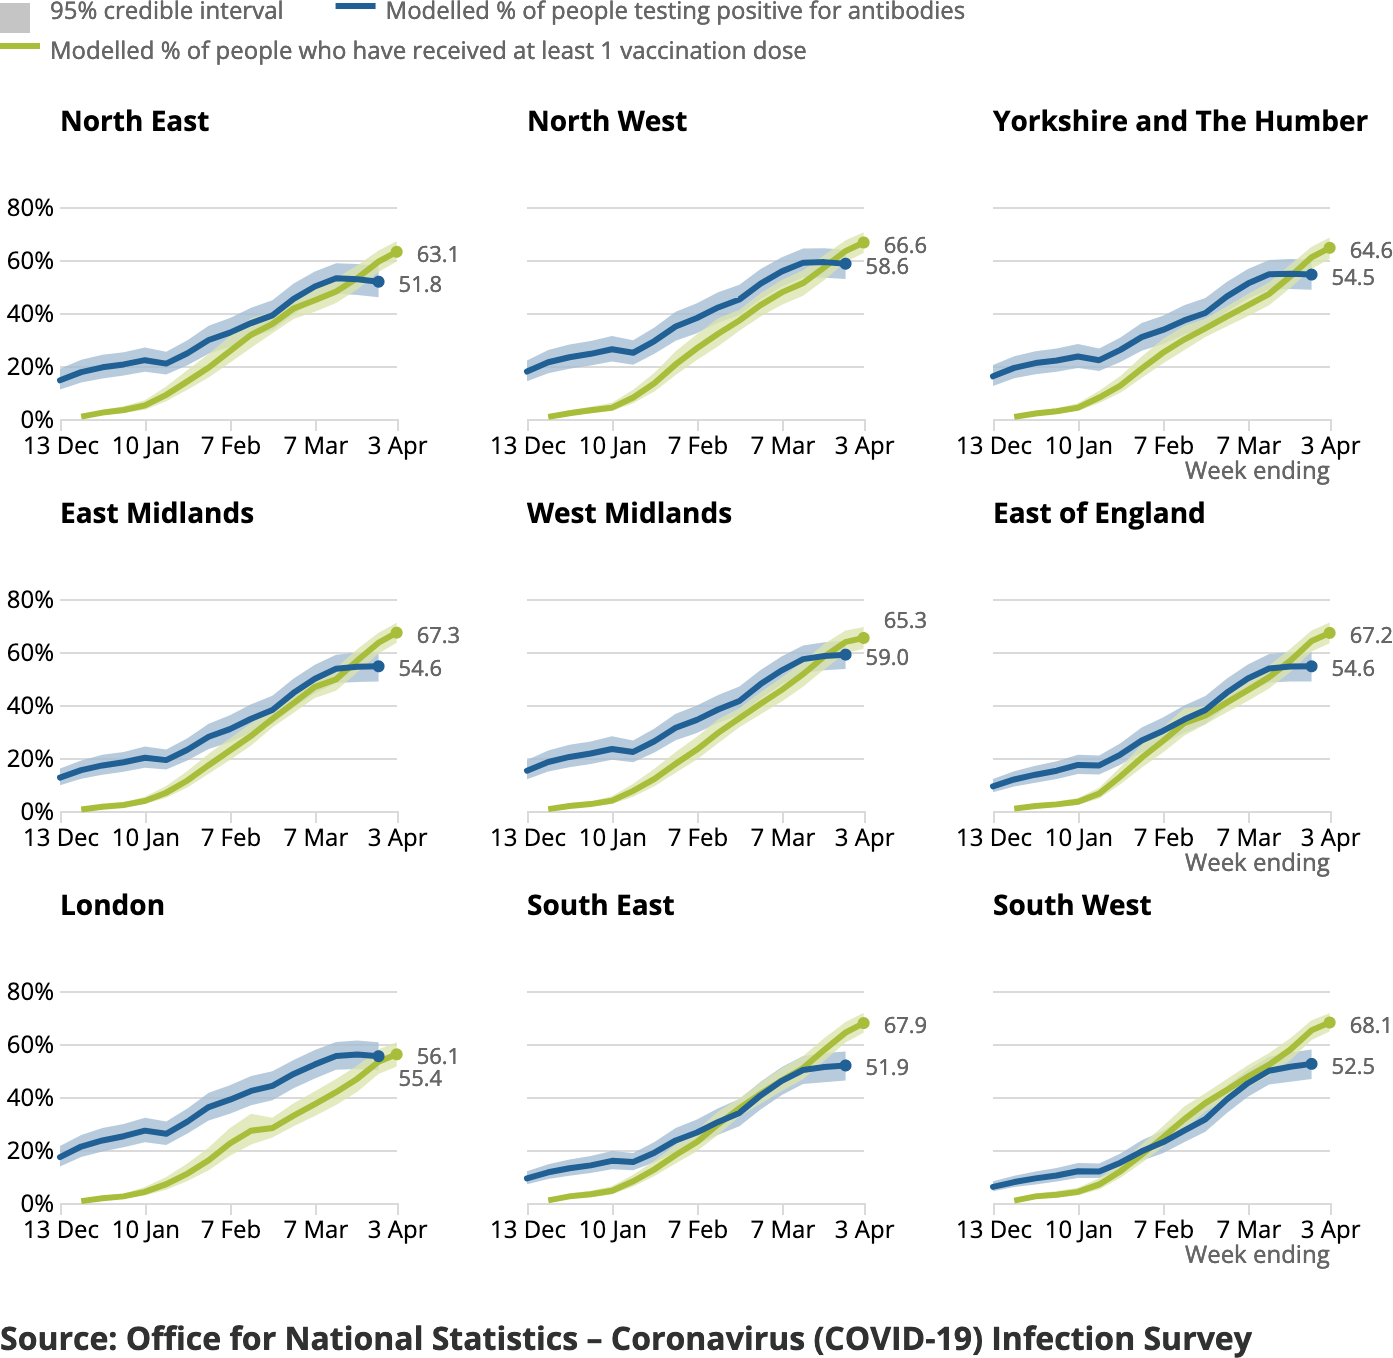 95% credible interval
Modelled % of people testing positive for antibodies
Modelled % of people who have received at least 1 vaccination dose
North East
North West
Yorkshire and The Humber
80%
60%
40%
20%
0%
63.1
51.8
66.6
58.6
64.6
54.5
13 Dec 10 Jan 7 Feb 7 Mar 3 Apr
13 Dec 10 Jan 7 Feb 7 Mar 3 Apr
13 Dec 10 Jan 7 Feb 7 Mar 3 Apr
Week ending
East Midlands
West Midlands
East of England
80%
60%
40%
20%
0%
67.3
54.6
65.3
59.0
67.2
54.6
13 Dec 10 Jan 7 Feb 7 Mar 3 Apr
13 Dec 10 Jan 7 Feb 7 Mar 3 Apr
13 Dec 10 Jan 7 Feb 7 Mar 3 Apr
Week ending
London
South East
South West
80%
60%
40%
20%
0%
56.1
55.4
67.9
51.9
68.1
52.5
13 Dec 10 Jan 7 Feb 7 Mar 3 Apr
13 Dec 10 Jan 7 Feb 7 Mar 3 Apr
13 Dec 10 Jan 7 Feb 7 Mar 3 Apr
Week ending
Source: Office for National Statistics – Coronavirus (COVID-19) Infection Survey